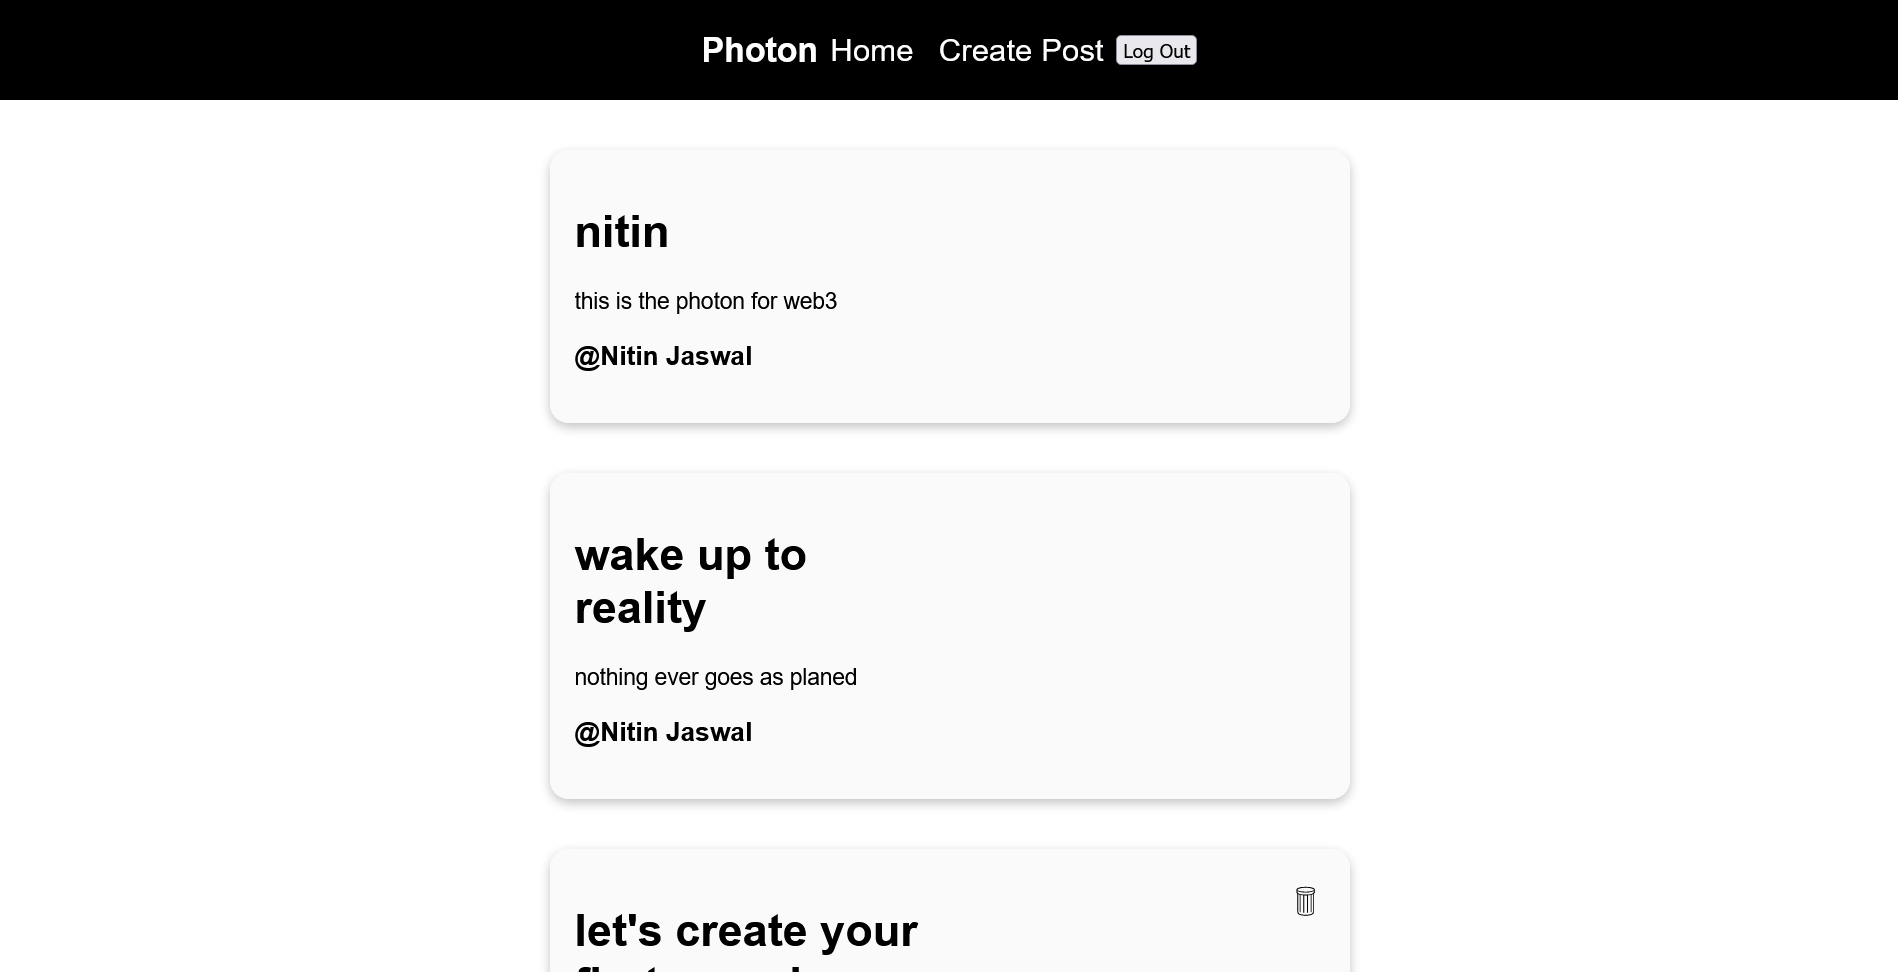 Photon Home Create Post Log Out
nitin
this is the photon for web3
@Nitin Jaswal
wake up to
reality
nothing ever goes as planed
@Nitin Jaswal
let's create your